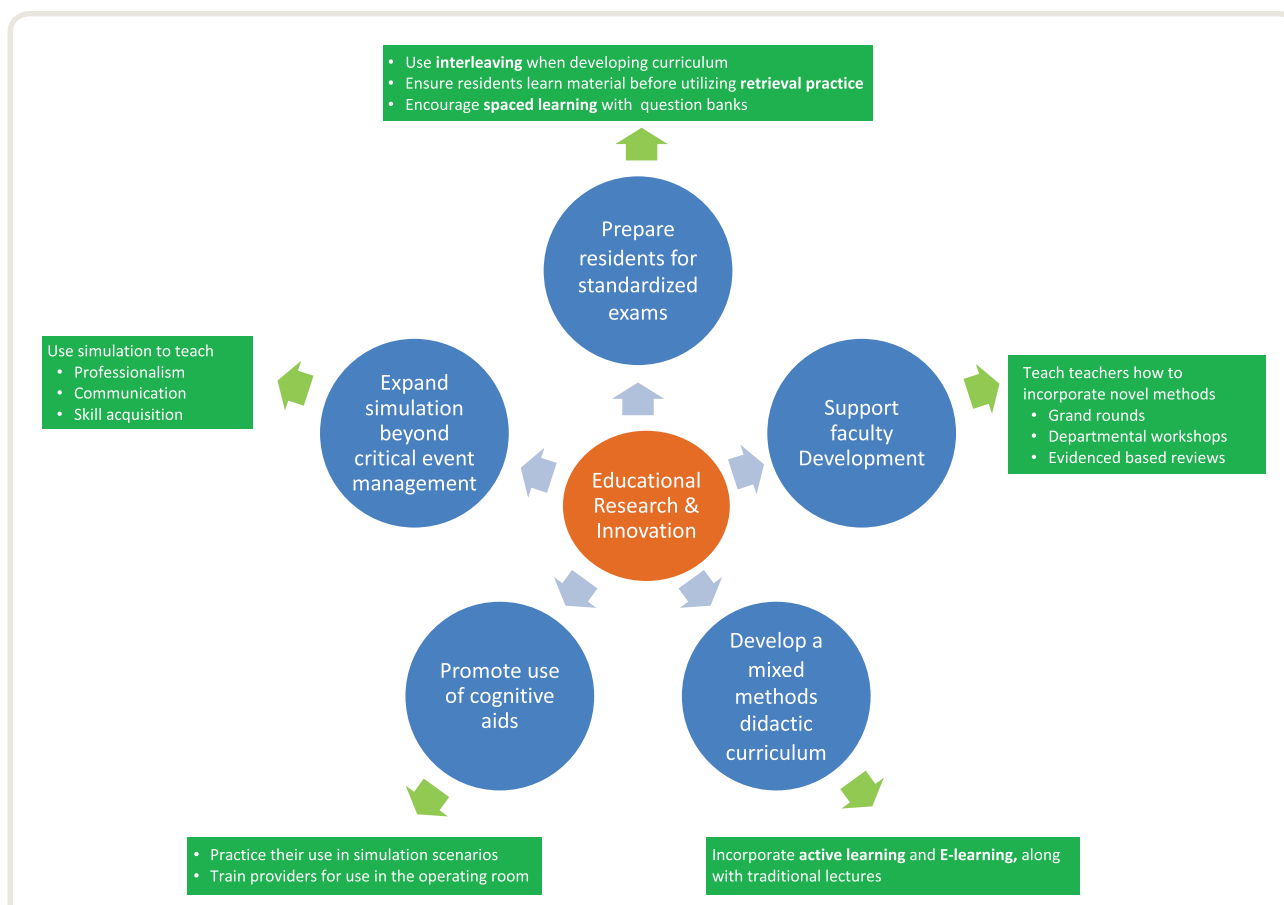 • Use interleaving when developing curriculum
• Ensure residents learn material before utilizing retrieval practice
• Encourage spaced learning with question banks
Prepare
residents for
standardized
exams
Use simulation to teach
• Professionalism
• Communication
• Skill acquisition
Expand
simulation
beyond
critical event
management
Support
faculty
Development
Teach teachers how to
incorporate novel methods
• Grand rounds
• Departmental workshops
• Evidenced based reviews
Educational
Research &
Innovation
Promote use
of cognitive
aids
Develop a
mixed
methods
didactic
curriculum
• Practice their use in simulation scenarios
• Train providers for use in the operating room
Incorporate active learning and E-learning, along
with traditional lectures